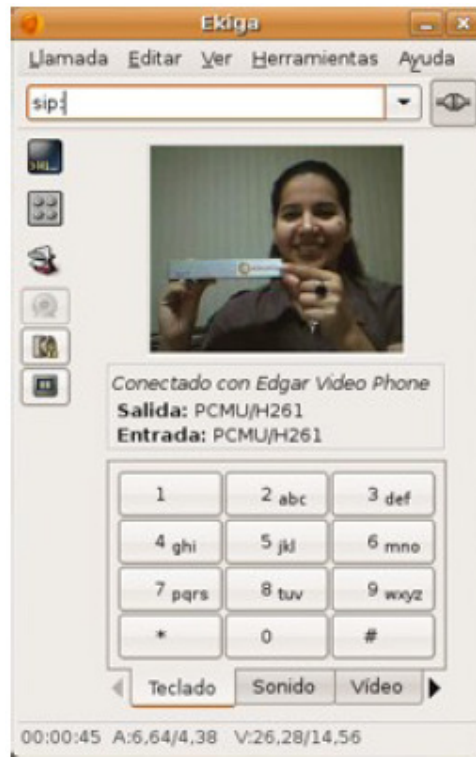 Ekiga
Llamada Editar Ver Herramientas Ayuda
sip:
Conectado con Edgar Video Phone
Salida: PCMU/H261
Entrada: PCMU/H261
1 2 abc 3 def
4 ghi 5 jkl 6 mno
7 pqrs 8 tuv 9 wxyz
* 0 #
Teclado Sonido Vídeo
00:00:45 A:6,64/4,38 V:26,28/14,56